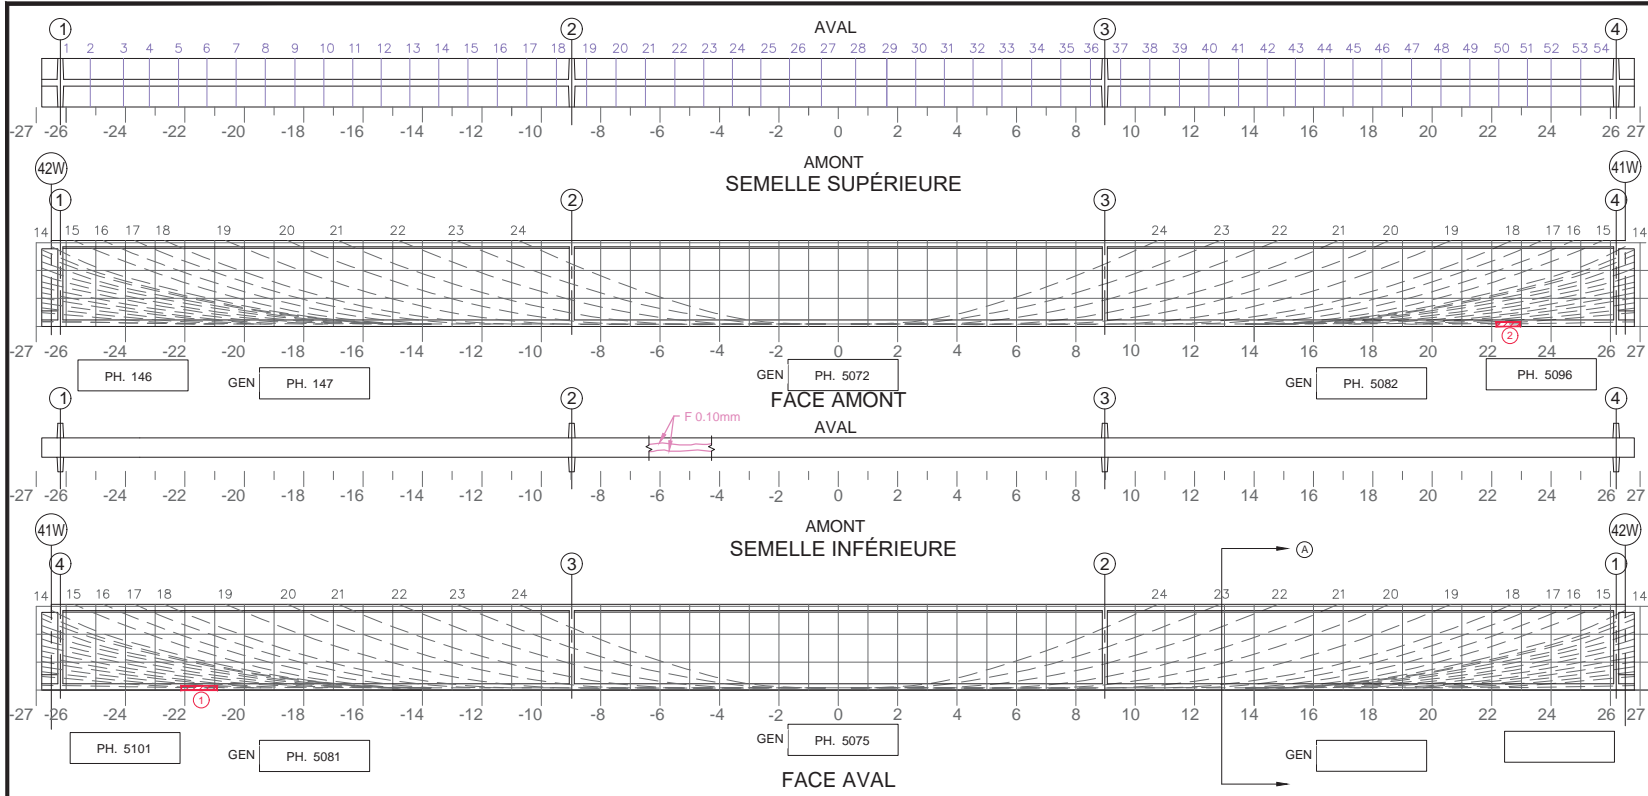 AVAL
1 2 3 4
1 2 3 4 5 6 7 8 9 10 11 12 13 14 15 16 17 18 19 20 21 22 23 24 25 26 27 28 29 30 31 32 33 34 35 36 37 38 39 40 41 42 43 44 45 46 47 48 49 50 51 52 53 54
-27 -26 -24 -22 -20 -18 -16 -14 -12 -10 -8 -6 -4 -2 0 2 4 6 8 10 12 14 16 18 20 22 24 26 27
AMONT
SEMELLE SUPÉRIEURE
42W 41W
1 2 3 4
14 15 16 17 18 19 20 21 22 23 24 24 23 22 21 20 19 18 17 16 15 14
2
-27 -26 -24 -22 -20 -18 -16 -14 -12 -10 -8 -6 -4 -2 0 2 4 6 8 10 12 14 16 18 20 22 24 26 27
PH. 146 GEN PH. 147 GEN PH. 5072 GEN PH. 5082 PH. 5096
FACE AMONT
1 2 3 4
F 0.10mm
AVAL
-27 -26 -24 -22 -20 -18 -16 -14 -12 -10 -8 -6 -4 -2 0 2 4 6 8 10 12 14 16 18 20 22 24 26 27
AMONT
SEMELLE INFÉRIEURE
41W 42W
A
4 3 2 1
14 15 16 17 18 19 20 21 22 23 24 24 23 22 21 20 19 18 17 16 15 14
1
-27 -26 -24 -22 -20 -18 -16 -14 -12 -10 -8 -6 -4 -2 0 2 4 6 8 10 12 14 16 18 20 22 24 26 27
PH. 5101 GEN PH. 5081 GEN PH. 5075 GEN
FACE AVAL